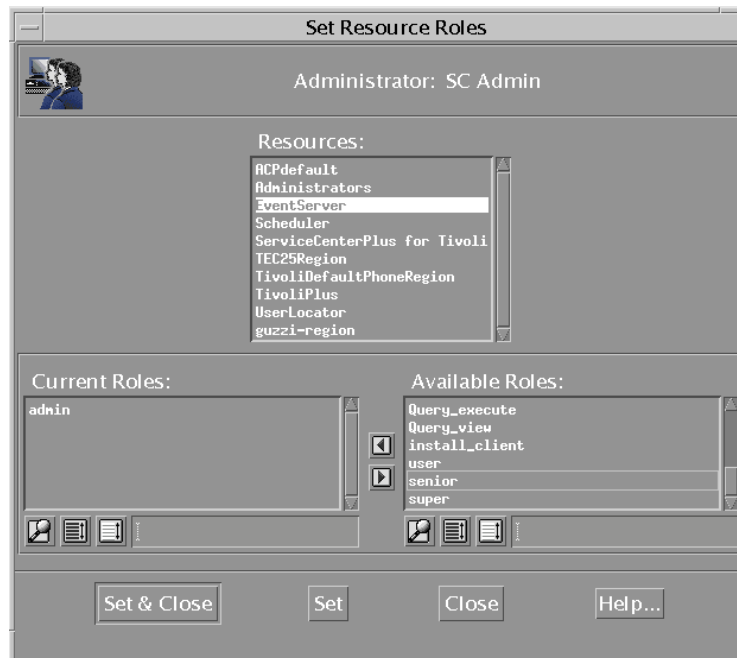 Set Resource Roles
Administrator: SC Admin
Resources:
ACPdefault
Administrators
EventServer
Scheduler
ServiceCenterPlus for Tivoli
TEC25Region
TivoliDefaultPhoneRegion
TivoliPlus
UserLocator
guzzi-region
Current Roles:
admin
Available Roles:
Query_execute
Query_view
install_client
user
senior
super
Set & Close
Set
Close
Help...